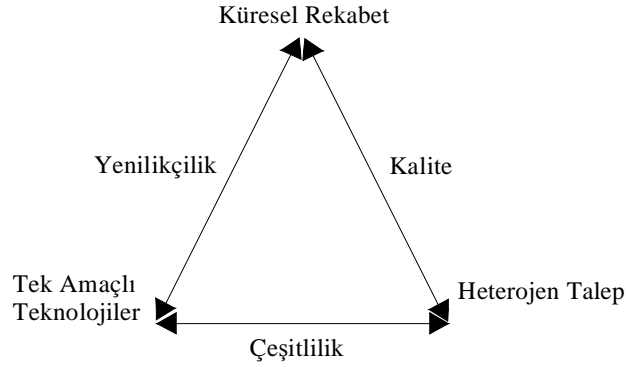 Küresel Rekabet
Yenilikçilik
Kalite
Tek Amaçlı
Teknolojiler
Heterojen Talep
Çeşitlilik